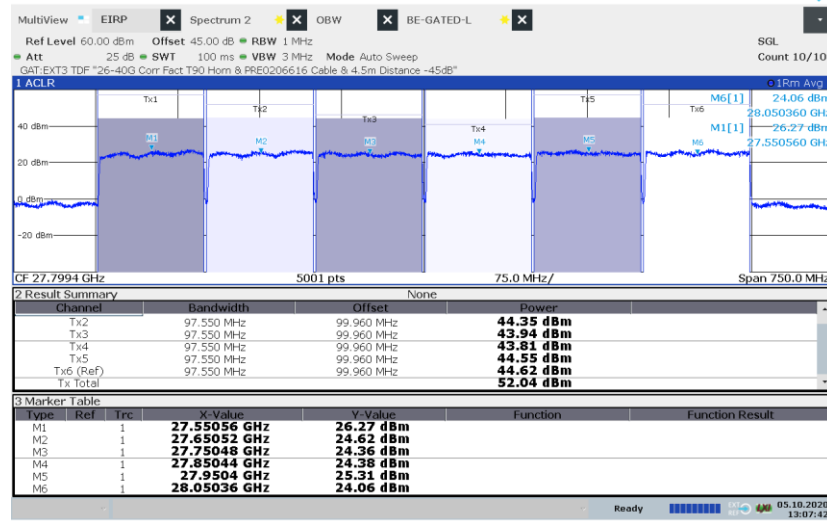 MultiView EIRP X Spectrum 2 X OBW X BE-GATED-L X
Ref Level 60.00 dBm Offset 45.00 dB RBW 1 MHz SGL
Att 25 dB SWT 100 ms VBW 3 MHz Mode Auto Sweep Count 10/10
GAT:EXT3 TDF "26-40G Corr Fact T90 Horn & PRE0206616 Cable & 4.5m Distance -45dB"
1 ACLR 1Rm Avg
Tx1 Tx2 Tx3 Tx4 Tx5 Tx6
M6[1] 24.06 dBm
28.050360 GHz
M1[1] 26.27 dBm
27.550560 GHz
40 dBm
M1 M2 M3 M4 M5 M6
20 dBm
0 dBm
-20 dBm
CF 27.7994 GHz 5001 pts 75.0 MHz/ Span 750.0 MHz
2 Result Summary None
Channel Bandwidth Offset Power
Tx2 97.550 MHz 99.960 MHz 44.35 dBm
Tx3 97.550 MHz 99.960 MHz 43.94 dBm
Tx4 97.550 MHz 99.960 MHz 43.81 dBm
Tx5 97.550 MHz 99.960 MHz 44.55 dBm
Tx6 (Ref) 97.550 MHz 99.960 MHz 44.62 dBm
Tx Total 52.04 dBm
3 Marker Table
Type Ref Trc X-Value Y-Value Function Function Result
M1 1 27.55056 GHz 26.27 dBm
M2 1 27.65052 GHz 24.62 dBm
M3 1 27.75048 GHz 24.36 dBm
M4 1 27.85044 GHz 24.38 dBm
M5 1 27.9504 GHz 25.31 dBm
M6 1 28.05036 GHz 24.06 dBm
Ready EXT REF 05.10.2020
13:07:42